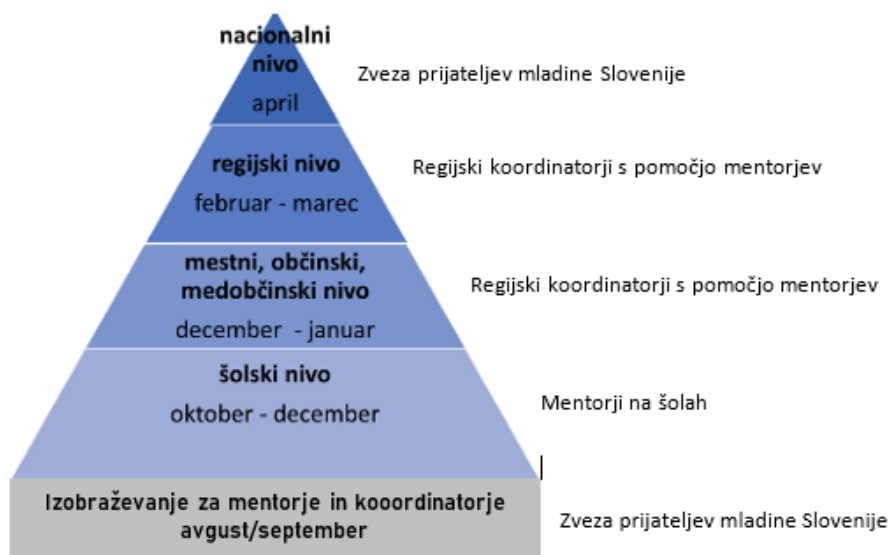 nacionalni
nivo
april
Zveza prijateljev mladine Slovenije
regijski nivo
februar - marec
Regijski koordinatorji s pomočjo mentorjev
mestni, občinski,
medobčinski nivo
december - januar
Regijski koordinatorji s pomočjo mentorjev
šolski nivo
oktober - december
Mentorji na šolah
Izobraževanje za mentorje in kooordinatorje
avgust/september
Zveza prijateljev mladine Slovenije